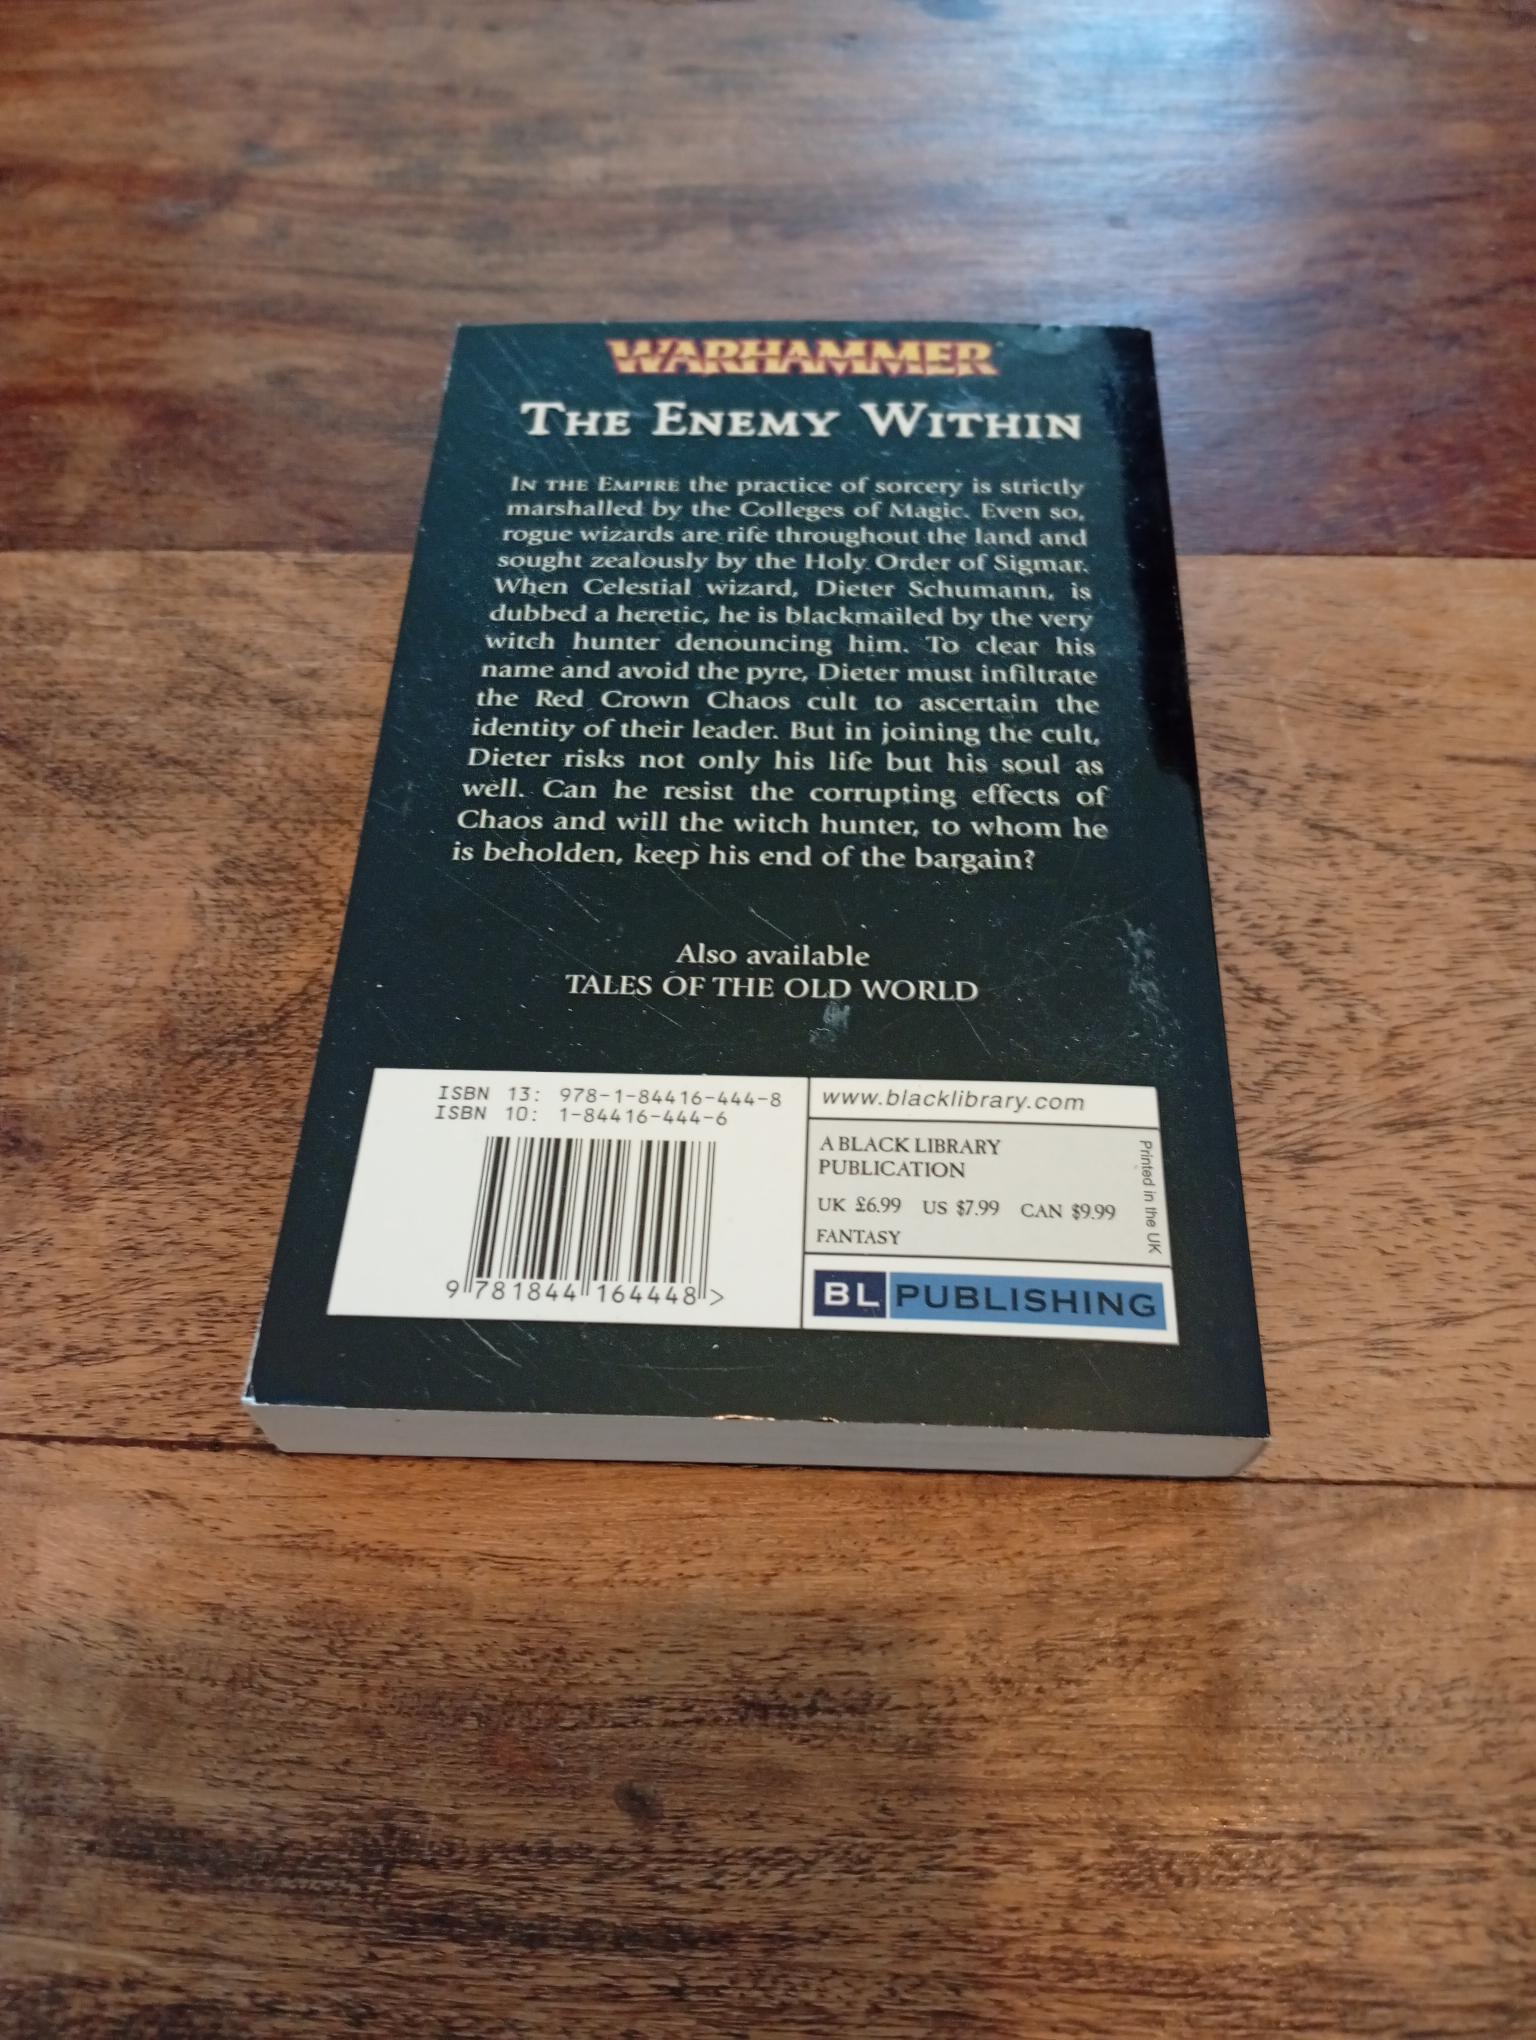 WARHAMMER
THE ENEMY WITHIN
IN THE EMPIRE the practice of sorcery is strictly
marshalled by the Colleges of Magic. Even so,
rogue wizards are rife throughout the land and
sought zealously by the Holy Order of Sigmar.
When Celestial wizard, Dieter Schumann, is
dubbed a heretic, he is blackmailed by the very
witch hunter denouncing him. To clear his
name and avoid the pyre, Dieter must infiltrate
the Red Crown Chaos cult to ascertain the
identity of their leader. But in joining the cult,
Dieter risks not only his life but his soul as
well. Can he resist the corrupting effects of
Chaos and will the witch hunter, to whom he
is beholden, keep his end of the bargain?
Also available
TALES OF THE OLD WORLD
ISBN 13: 978-1-84416-444-8
ISBN 10: 1-84416-444-6
9 781844 164448 >
www.blacklibrary.com
A BLACK LIBRARY
PUBLICATION
UK £6.99 US $7.99 CAN $9.99
FANTASY
Printed in the UK
BL PUBLISHING